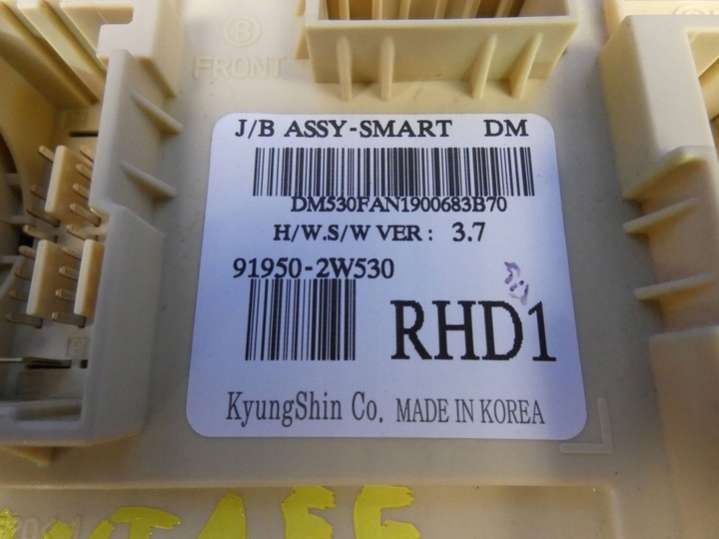 B
FRONT
J/B ASSY-SMART DM
DM530FAN1900683B70
H/W.S/W VER : 3.7
91950-2W530
RHD1
KyungShin Co. MADE IN KOREA